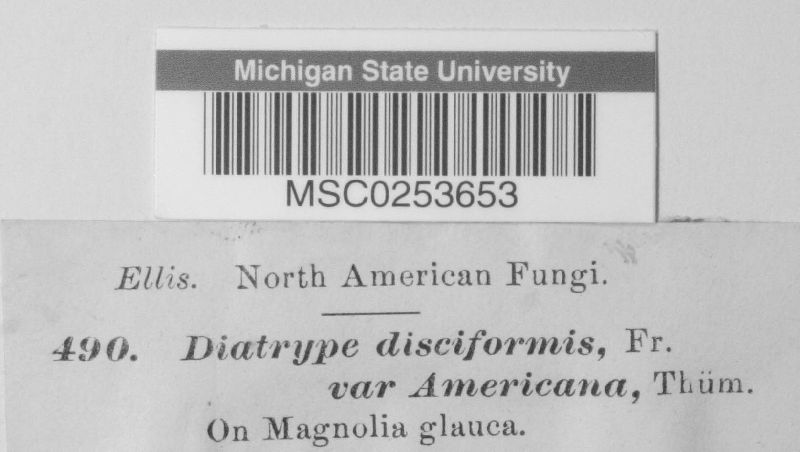 Michigan State University
MSC0253653
Ellis. North American Fungi.
490. Diatrype disciformis, Fr.
var Americana, Thüm.
On Magnolia glauca.